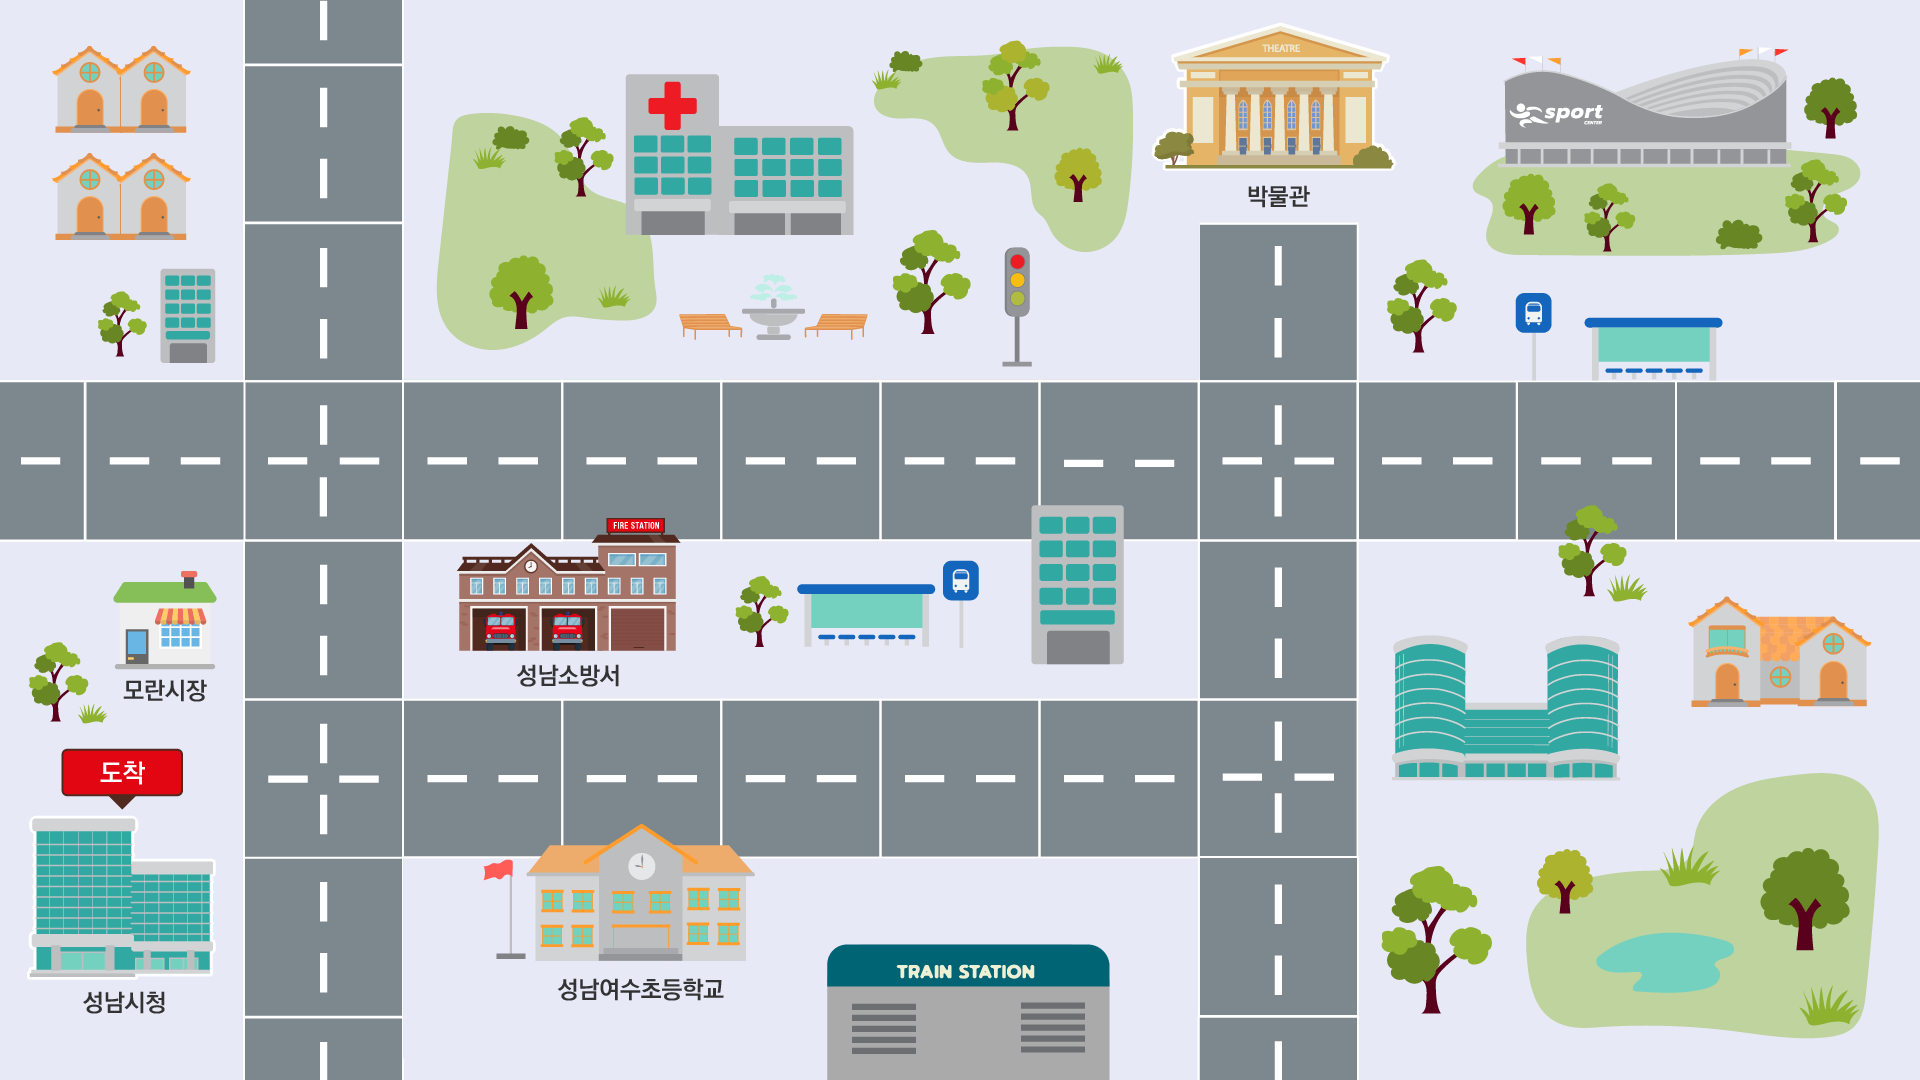 THEATRE
박물관
sport
CENTER
FIRE STATION
성남소방서
모란시장
도착
성남시청
성남여수초등학교
TRAIN STATION